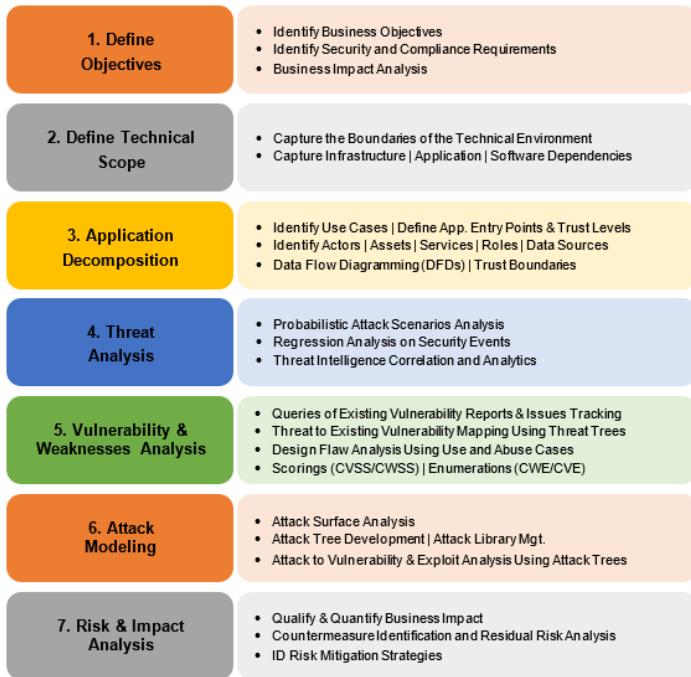 1. Define
Objectives
• Identify Business Objectives
• Identify Security and Compliance Requirements
• Business Impact Analysis
2. Define Technical
Scope
• Capture the Boundaries of the Technical Environment
• Capture Infrastructure | Application | Software Dependencies
3. Application
Decomposition
• Identify Use Cases | Define App. Entry Points & Trust Levels
• Identify Actors | Assets | Services | Roles | Data Sources
• Data Flow Diagramming (DFDs) | Trust Boundaries
4. Threat
Analysis
• Probabilistic Attack Scenarios Analysis
• Regression Analysis on Security Events
• Threat Intelligence Correlation and Analytics
5. Vulnerability &
Weaknesses Analysis
• Queries of Existing Vulnerability Reports & Issues Tracking
• Threat to Existing Vulnerability Mapping Using Threat Trees
• Design Flaw Analysis Using Use and Abuse Cases
• Scorings (CVSS/CWSS) | Enumerations (CWE/CVE)
6. Attack
Modeling
• Attack Surface Analysis
• Attack Tree Development | Attack Library Mgt.
• Attack to Vulnerability & Exploit Analysis Using Attack Trees
7. Risk & Impact
Analysis
• Qualify & Quantify Business Impact
• Countermeasure Identification and Residual Risk Analysis
• ID Risk Mitigation Strategies